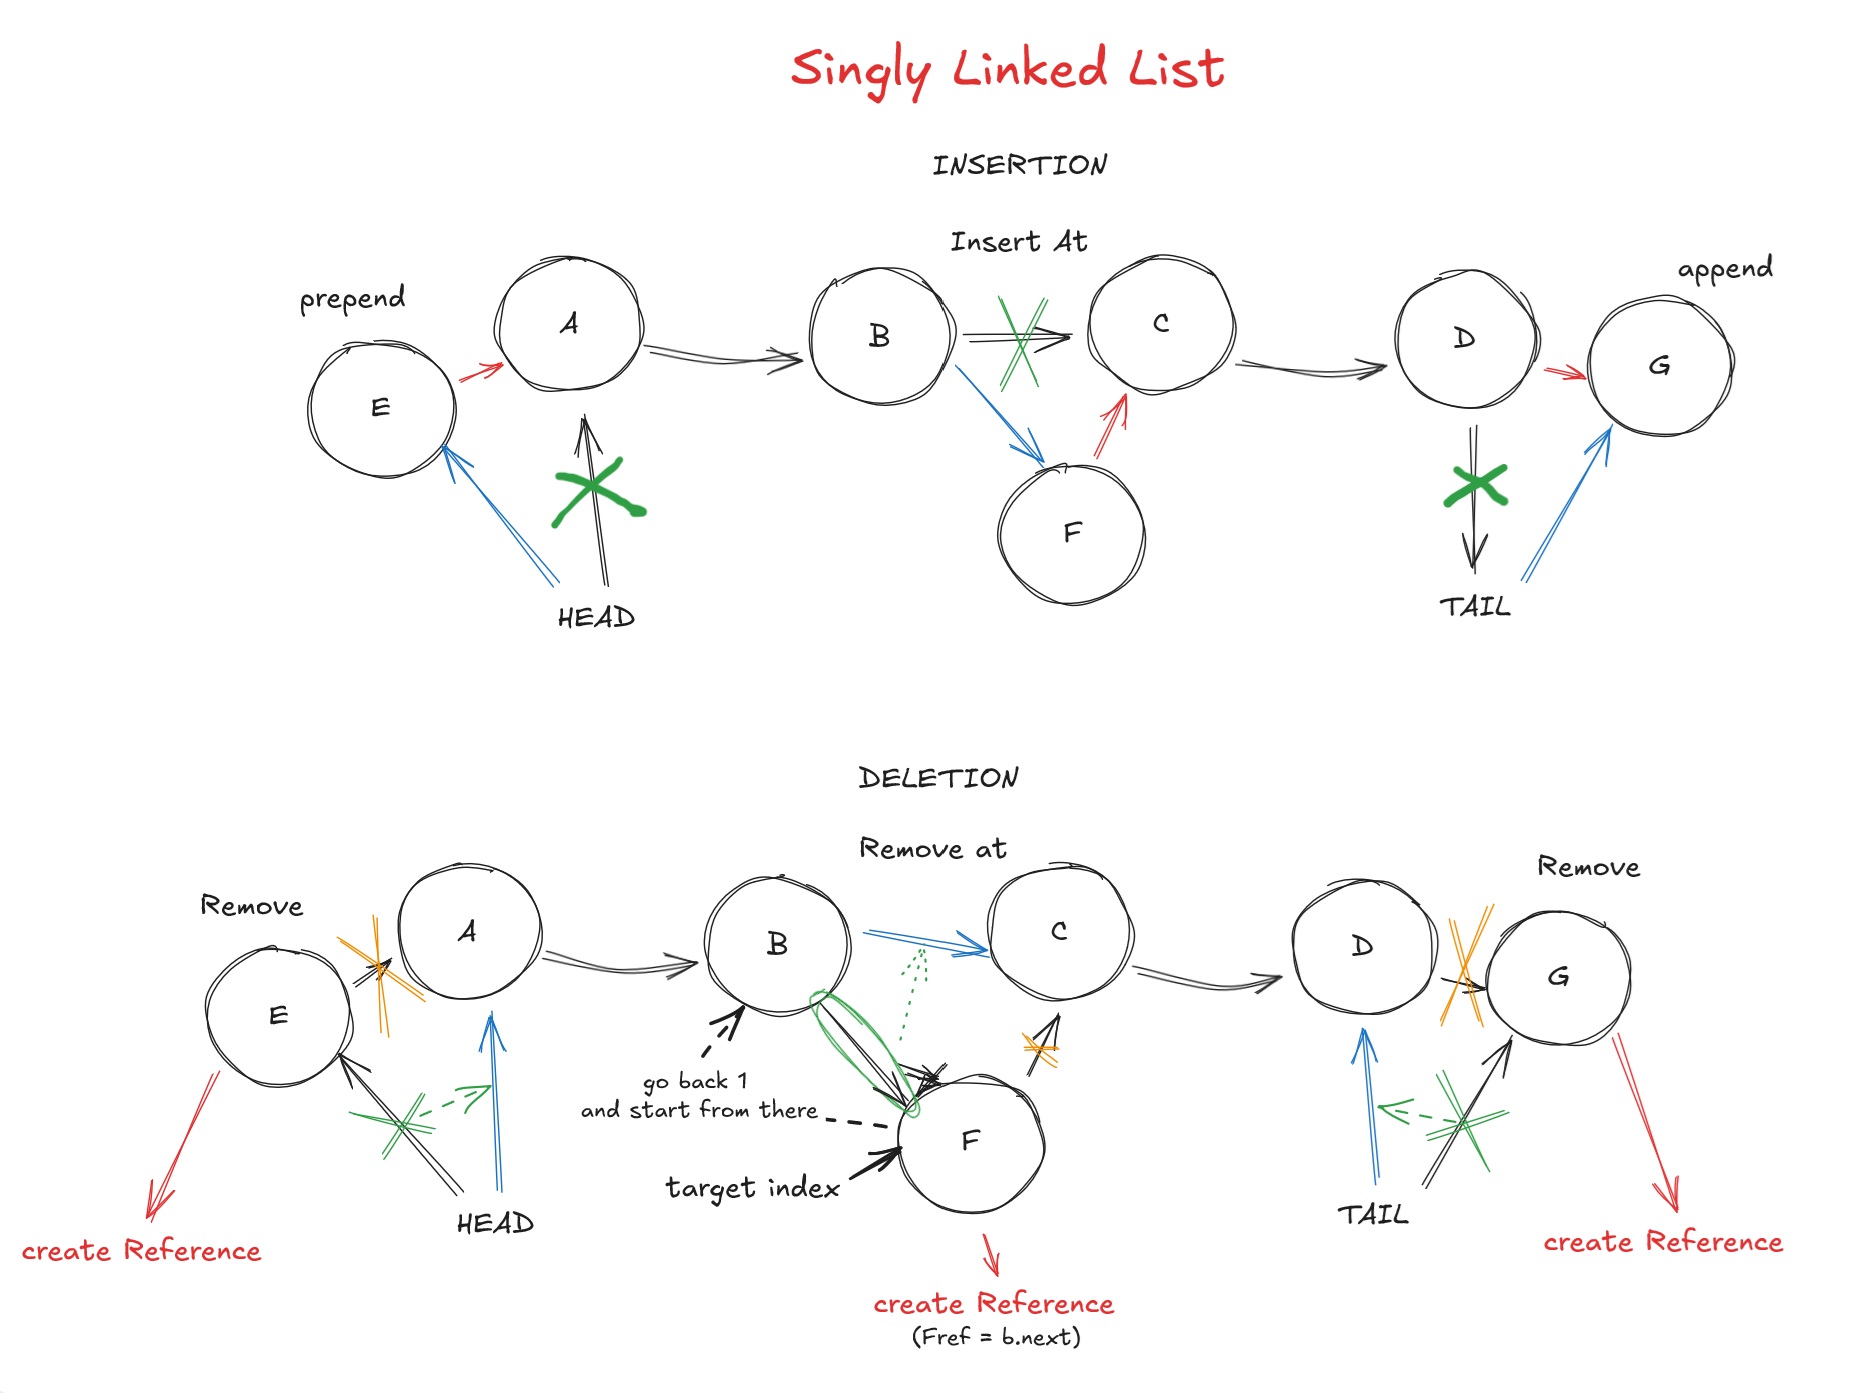 Singly Linked List
INSERTION
Insert At
append
prepend
A
B
C
D
G
E
F
HEAD
TAIL
DELETION
Remove at
Remove
Remove
A
B
C
D
G
E
go back 1
and start from there
F
target index
HEAD
TAIL
create Reference
create Reference
create Reference
(Fref = b.next)